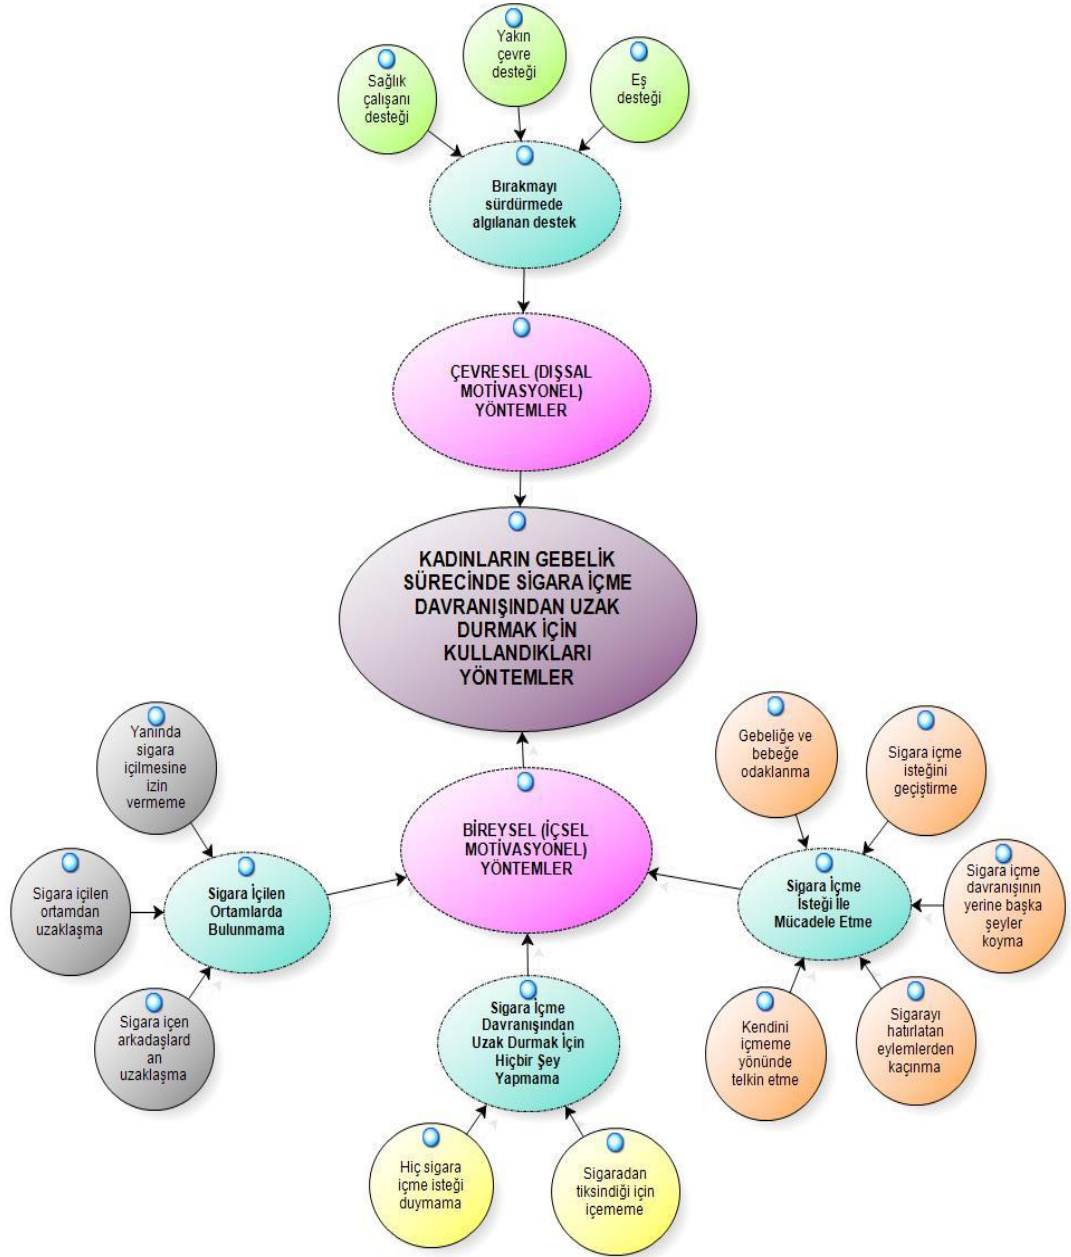 Sağlık
çalışanı
desteği
Yakın
çevre
desteği
Eş
desteği
Bırakmayı
sürdürmede
algılanan destek
ÇEVRESEL (DIŞSAL
MOTİVASYONEL)
YÖNTEMLER
KADINLARIN GEBELİK
SÜRECİNDE SİGARA İÇME
DAVRANIŞINDAN UZAK
DURMAK İÇİN
KULLANDIKLARI
YÖNTEMLER
Yanında
sigara
içilmesine
izin
vermeme
Sigara içilen
ortamdan
uzaklaşma
Sigara içen
arkadaşlard
an
uzaklaşma
Sigara İçilen
Ortamlarda
Bulunmama
BİREYSEL (İÇSEL
MOTİVASYONEL)
YÖNTEMLER
Gebeliğe ve
bebeğe
odaklanma
Sigara içme
isteğini
geçiştirme
Sigara İçme
İsteği İle
Mücadele Etme
Sigara içme
davranışının
yerine başka
şeyler
koyma
Kendini
içmeme
yönünde
telkin etme
Sigarayı
hatırlatan
eylemlerden
kaçınma
Sigara İçme
Davranışından
Uzak Durmak İçin
Hiçbir Şey
Yapmama
Hiç sigara
içme isteği
duymama
Sigaradan
tiksindiği için
içememe